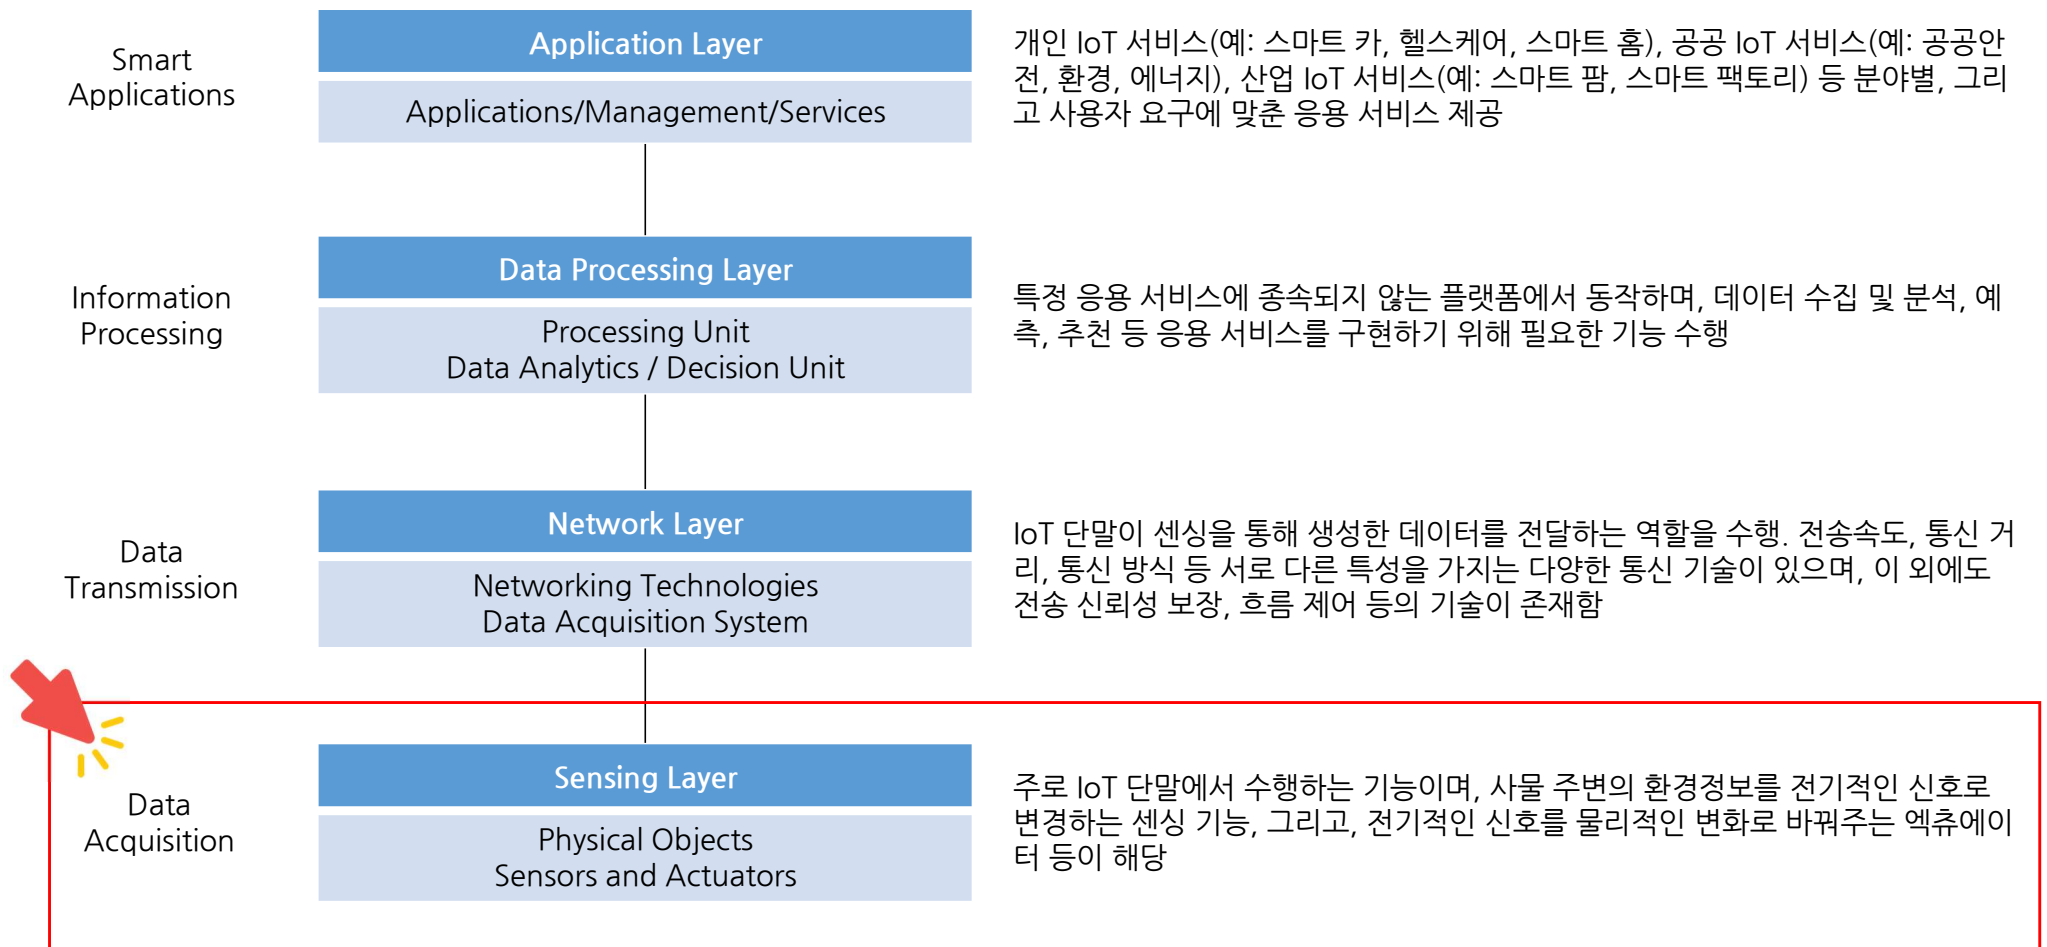 Smart
Applications
Application Layer
Applications/Management/Services
개인 IoT 서비스(예: 스마트 카, 헬스케어, 스마트 홈), 공공 IoT 서비스(예: 공공안
전, 환경, 에너지), 산업 IoT 서비스(예: 스마트 팜, 스마트 팩토리) 등 분야별, 그리
고 사용자 요구에 맞춘 응용 서비스 제공
Information
Processing
Data Processing Layer
Processing Unit
Data Analytics / Decision Unit
특정 응용 서비스에 종속되지 않는 플랫폼에서 동작하며, 데이터 수집 및 분석, 예
측, 추천 등 응용 서비스를 구현하기 위해 필요한 기능 수행
Data
Transmission
Network Layer
Networking Technologies
Data Acquisition System
IoT 단말이 센싱을 통해 생성한 데이터를 전달하는 역할을 수행. 전송속도, 통신 거
리, 통신 방식 등 서로 다른 특성을 가지는 다양한 통신 기술이 있으며, 이 외에도
전송 신뢰성 보장, 흐름 제어 등의 기술이 존재함
Data
Acquisition
Sensing Layer
Physical Objects
Sensors and Actuators
주로 IoT 단말에서 수행하는 기능이며, 사물 주변의 환경정보를 전기적인 신호로
변경하는 센싱 기능, 그리고, 전기적인 신호를 물리적인 변화로 바꿔주는 엑츄에이
터 등이 해당